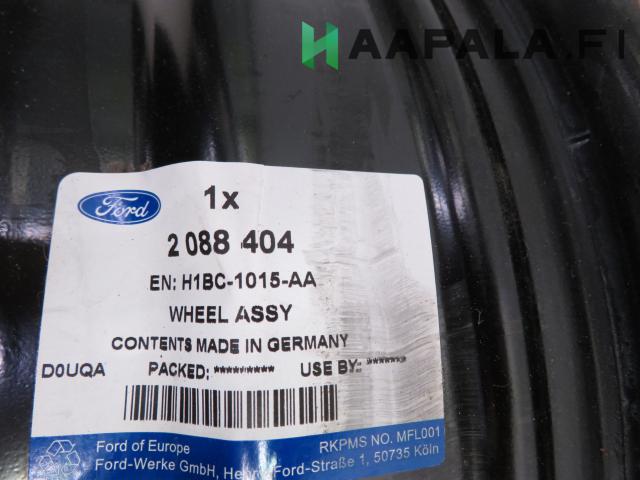 HAAPALA.FI
Ford
1x
2 088 404
EN: H1BC-1015-AA
WHEEL ASSY
CONTENTS MADE IN GERMANY
D0UQA PACKED: ********* USE BY: ******
Ford of Europe RKPMS NO. MFL001
Ford-Werke GmbH, Henry-Ford-Straße 1, 50735 Köln